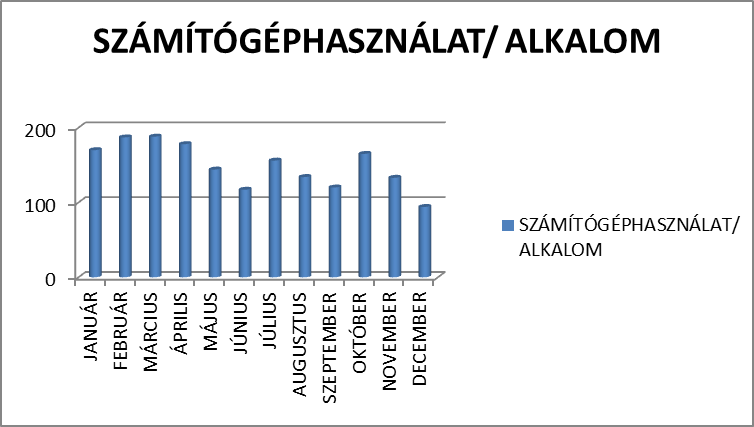 SZÁMÍTÓGÉPHASZNÁLAT/ ALKALOM
200
100
0
JANUÁR
FEBRUÁR
MÁRCIUS
ÁPRILIS
MÁJUS
JÚNIUS
JÚLIUS
AUGUSZTUS
SZEPTEMBER
OKTÓBER
NOVEMBER
DECEMBER
SZÁMÍTÓGÉPHASZNÁLAT/
ALKALOM